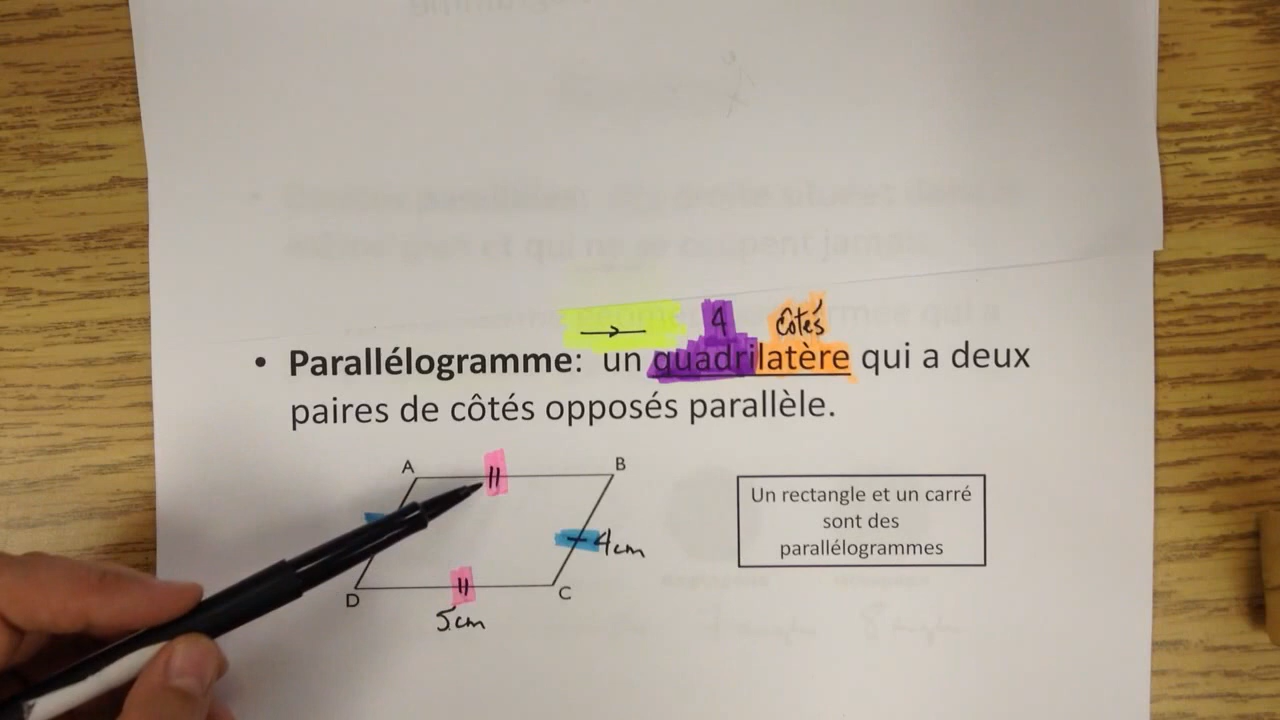 4 côtés
• Parallélogramme: un quadrilatère qui a deux
paires de côtés opposés parallèle.
A
B
Un rectangle et un carré
sont des
parallélogrammes
4cm
D
C
5cm